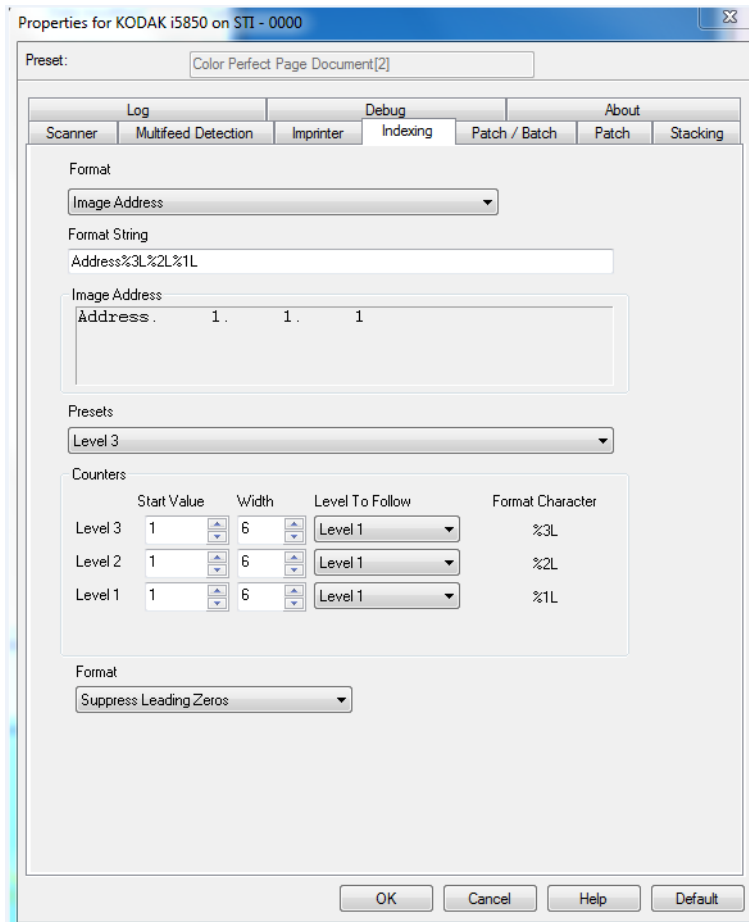 Properties for KODAK i5850 on STI - 0000
Preset: Color Perfect Page Document[2]
Log Debug About
Scanner Multifeed Detection Imprinter Indexing Patch / Batch Patch Stacking
Format
Image Address
Format String
Address%3L%2L%1L
Image Address
Address. 1. 1. 1
Presets
Level 3
Counters
Start Value Width Level To Follow Format Character
Level 3 1 6 Level 1 %3L
Level 2 1 6 Level 1 %2L
Level 1 1 6 Level 1 %1L
Format
Suppress Leading Zeros
OK Cancel Help Default